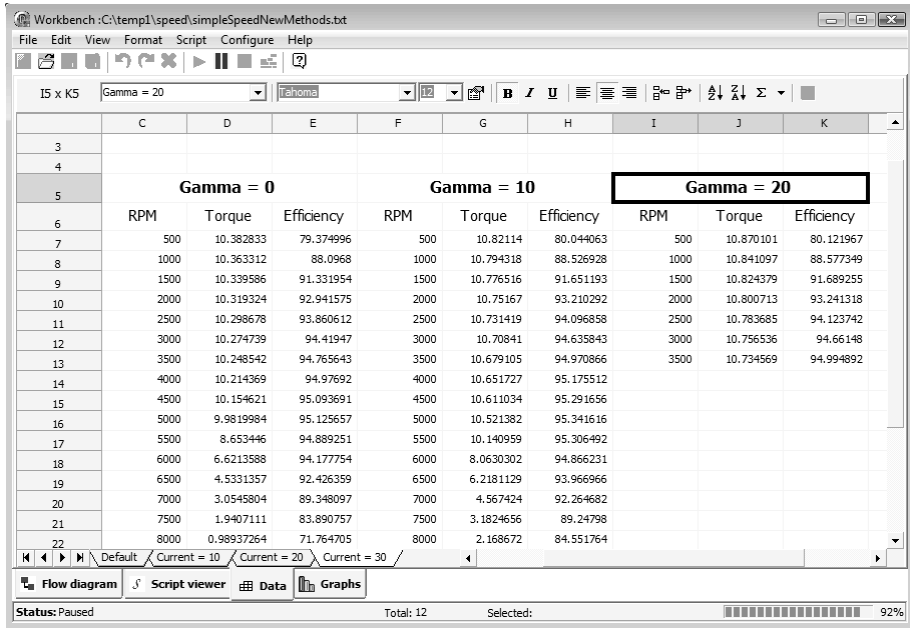 Workbench :C:\temp1\speed\simpleSpeedNewMethods.txt
File Edit View Format Script Configure Help
I5 x K5 Gamma = 20 Tahoma 12 B I U
C D E F G H I J K
3
4
5 Gamma = 0 Gamma = 10 Gamma = 20
6 RPM Torque Efficiency RPM Torque Efficiency RPM Torque Efficiency
7 500 10.382833 79.374996 500 10.82114 80.044063 500 10.870101 80.121967
8 1000 10.363312 88.0968 1000 10.794318 88.526928 1000 10.841097 88.577349
9 1500 10.339586 91.331954 1500 10.776516 91.651193 1500 10.824379 91.689255
10 2000 10.319324 92.941575 2000 10.75167 93.210292 2000 10.800713 93.241318
11 2500 10.298678 93.860612 2500 10.731419 94.096858 2500 10.783685 94.123742
12 3000 10.274739 94.41947 3000 10.70841 94.635843 3000 10.756536 94.66148
13 3500 10.248542 94.765643 3500 10.679105 94.970866 3500 10.734569 94.994892
14 4000 10.214369 94.97692 4000 10.651727 95.175512
15 4500 10.154621 95.093691 4500 10.611034 95.291656
16 5000 9.9819984 95.125657 5000 10.521382 95.341616
17 5500 8.653446 94.889251 5500 10.140959 95.306492
18 6000 6.6213588 94.177754 6000 8.0630302 94.866231
19 6500 4.5331357 92.426359 6500 6.2181129 93.966966
20 7000 3.0545804 89.348097 7000 4.567424 92.264682
21 7500 1.9407111 83.890757 7500 3.1824656 89.24798
22 8000 0.98937264 71.764705 8000 2.168672 84.551764
Default Current = 10 Current = 20 Current = 30
Flow diagram Script viewer Data Graphs
Status: Paused Total: 12 Selected: 92%